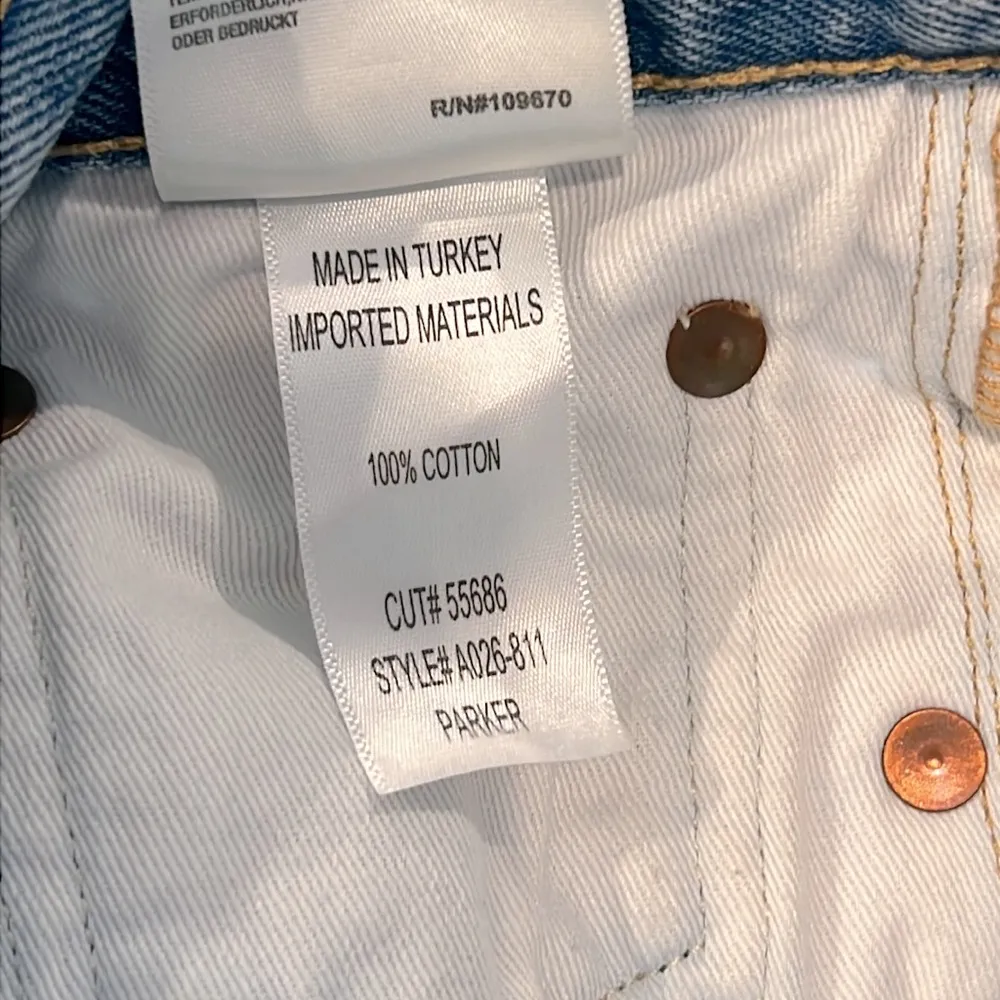 ERFORDERLICH,
ODER BEDRUCKT
R/N#109670
MADE IN TURKEY
IMPORTED MATERIALS
100% COTTON
CUT# 55686
STYLE# A026-811
PARKER